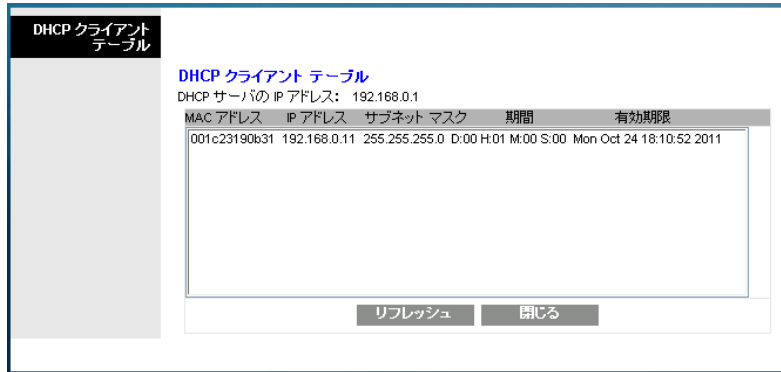 DHCP クライアント
テーブル
DHCP クライアント テーブル
DHCP サーバの IP アドレス: 192.168.0.1
MAC アドレス IP アドレス サブネット マスク 期間 有効期限
001c23190b31 192.168.0.11 255.255.255.0 D:00 H:01 M:00 S:00 Mon Oct 24 18:10:52 2011
リフレッシュ 閉じる